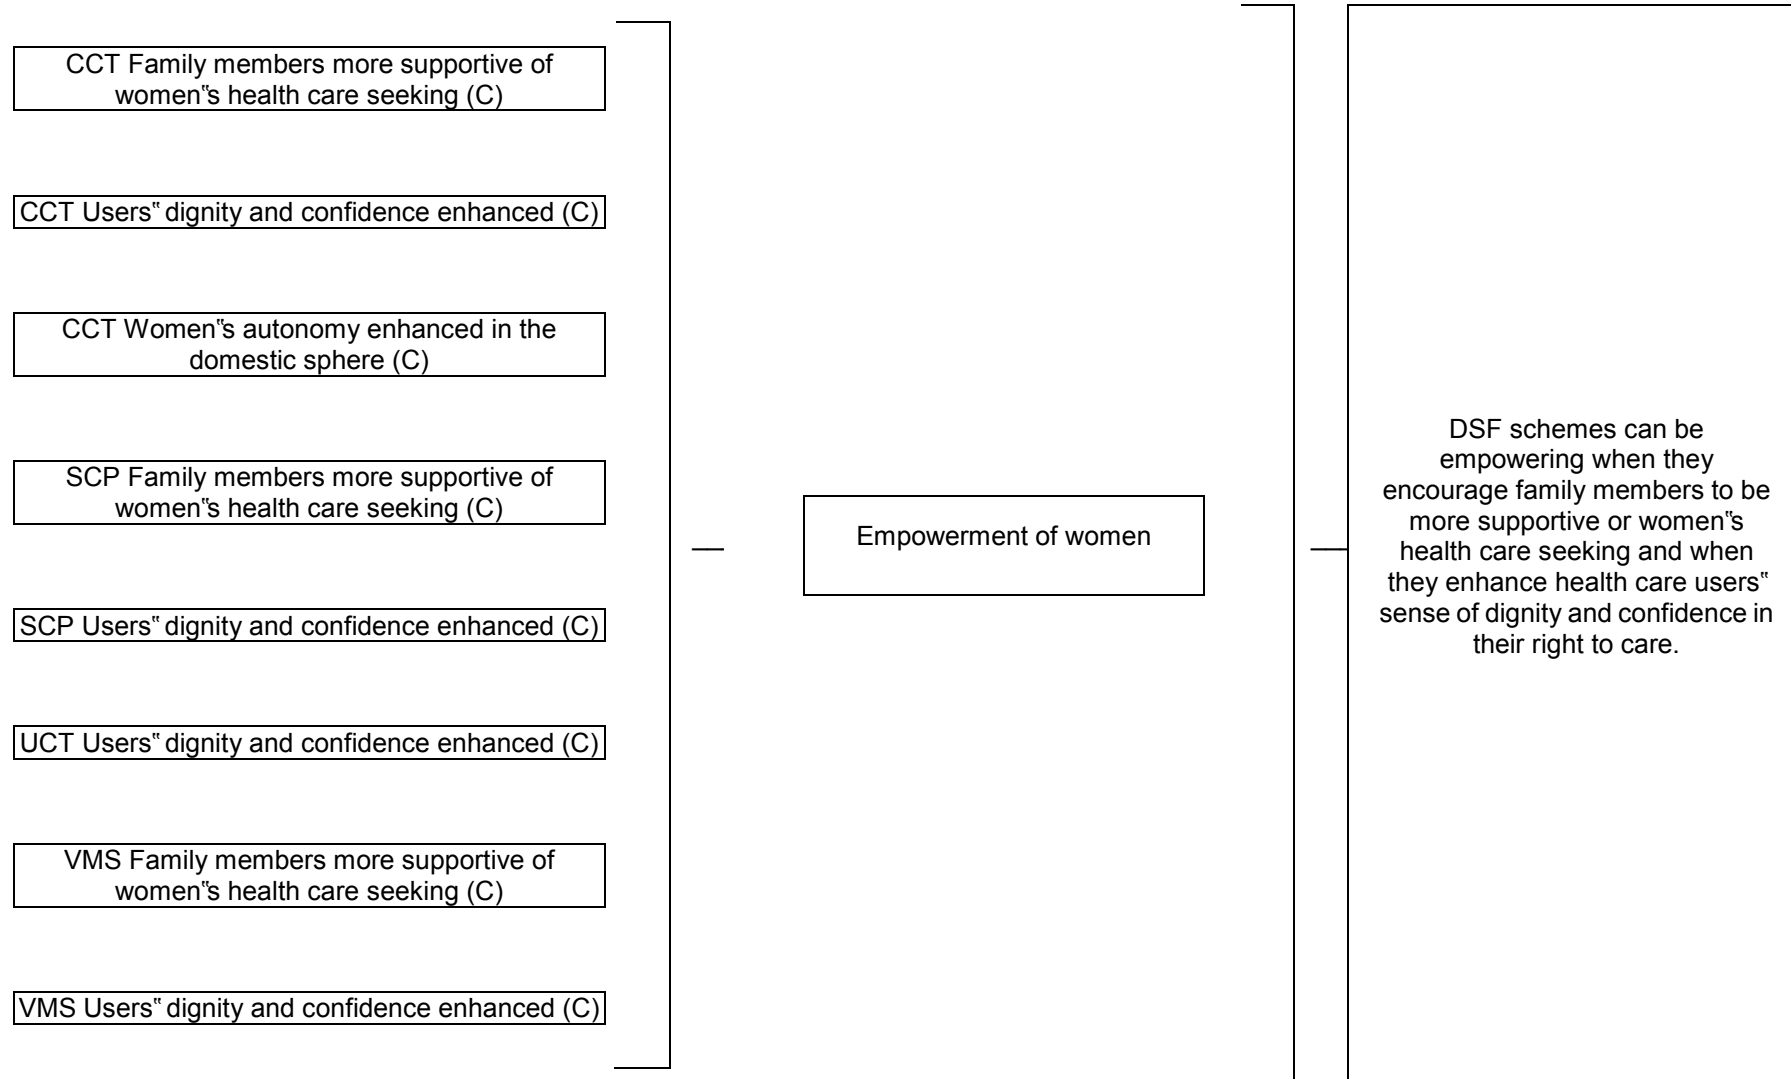 CCT Family members more supportive of
women‟s health care seeking (C)
CCT Users‟ dignity and confidence enhanced (C)
CCT Women‟s autonomy enhanced in the
domestic sphere (C)
SCP Family members more supportive of
women‟s health care seeking (C)
SCP Users‟ dignity and confidence enhanced (C)
UCT Users‟ dignity and confidence enhanced (C)
VMS Family members more supportive of
women‟s health care seeking (C)
VMS Users‟ dignity and confidence enhanced (C)
Empowerment of women
DSF schemes can be
empowering when they
encourage family members to be
more supportive or women‟s
health care seeking and when
they enhance health care users‟
sense of dignity and confidence in
their right to care.